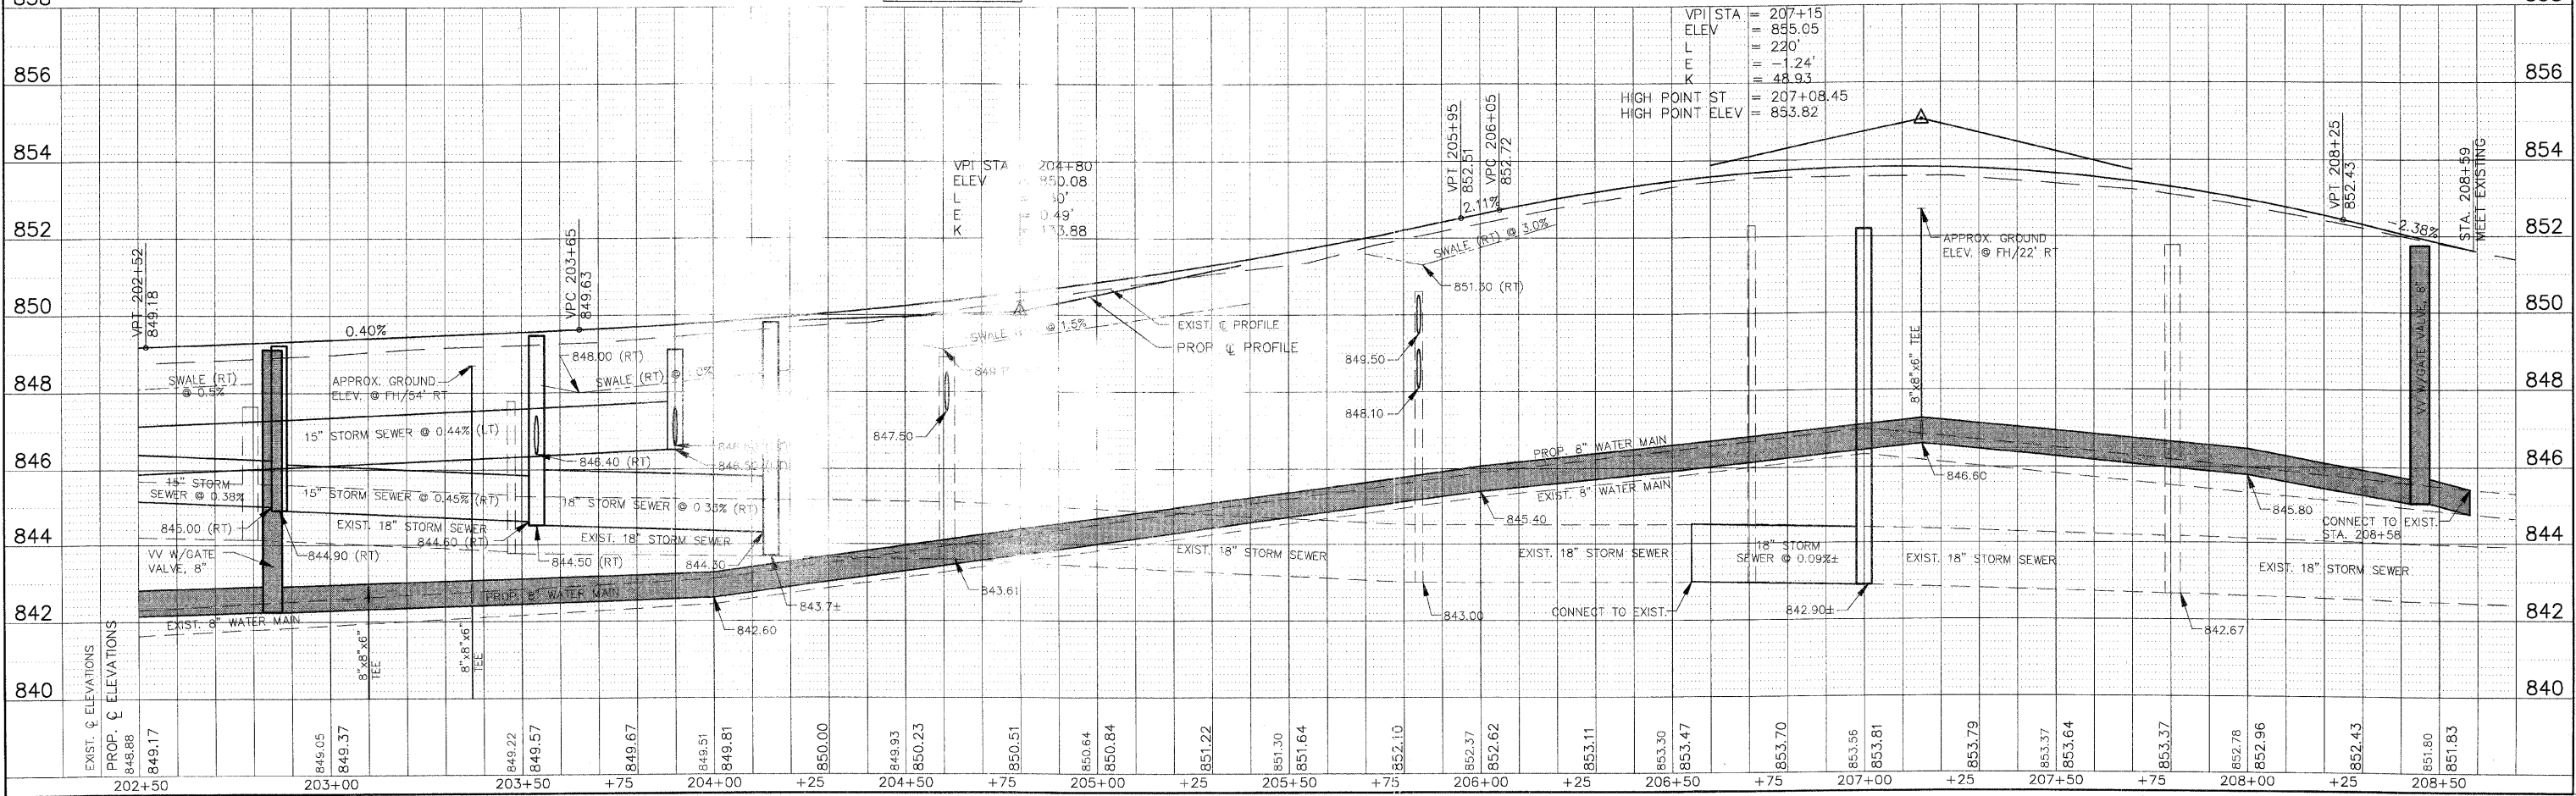 858
856
854
852
850
848
846
844
842
840
856
854
852
850
848
846
844
842
840
VPI STA = 207+15
ELEV = 855.05
L = 220'
E = -1.24'
K = 48.93
HIGH POINT ST = 207+08.45
HIGH POINT ELEV = 853.82
VPI STA 204+80
ELEV 850.08
L
E 0.49'
K 133.88
VPT 202+52
849.18
0.40%
VPC 203+65
849.63
VPT 205+95
852.51
2.11%
VPC 206+05
852.72
VPT 208+25
852.43
-2.38%
STA. 208+59
MEET EXISTING
SWALE (RT)
@ 0.5%
APPROX. GROUND
ELEV. @ FH/54' RT
848.00 (RT)
SWALE (RT) @
SWALE @ 1.5%
EXIST. ℄ PROFILE
PROP ℄ PROFILE
SWALE (RT) @ 3.0%
851.30 (RT)
APPROX. GROUND
ELEV. @ FH/22' RT
8"x8"x6" TEE
VV W/GATE VALVE, 8"
15" STORM SEWER @ 0.44% (LT)
846.40 (RT)
847.50
849.50
848.10
15" STORM
SEWER @ 0.38%
15" STORM SEWER @ 0.45% (RT)
18" STORM SEWER @ 0.33% (RT)
845.00 (RT)
EXIST. 18" STORM SEWER
844.60 (RT)
EXIST. 18" STORM SEWER
844.90 (RT)
VV W/GATE
VALVE, 8"
844.50 (RT)
844.30
843.7±
PROP. 8" WATER MAIN
EXIST. 8" WATER MAIN
842.60
843.61
EXIST. 18" STORM SEWER
PROP. 8" WATER MAIN
EXIST. 8" WATER MAIN
845.40
846.60
845.80
CONNECT TO EXIST.
STA. 208+58
EXIST. 18" STORM SEWER
18" STORM
SEWER @ 0.09%±
EXIST. 18" STORM SEWER
EXIST. 18" STORM SEWER
843.00
CONNECT TO EXIST.
842.90±
842.67
8"x8"x6"
TEE
8"x8"x6"
TEE
EXIST. ℄ ELEVATIONS
PROP. ℄ ELEVATIONS
848.88
849.17
849.05
849.37
849.22
849.57
849.67
849.51
849.81
850.00
849.93
850.23
850.51
850.64
850.84
851.22
851.30
851.64
852.10
852.37
852.62
853.11
853.30
853.47
853.70
853.56
853.81
853.79
853.37
853.64
853.37
852.78
852.96
852.43
851.80
851.83
202+50 203+00 203+50 +75 204+00 +25 204+50 +75 205+00 +25 205+50 +75 206+00 +25 206+50 +75 207+00 +25 207+50 +75 208+00 +25 208+50